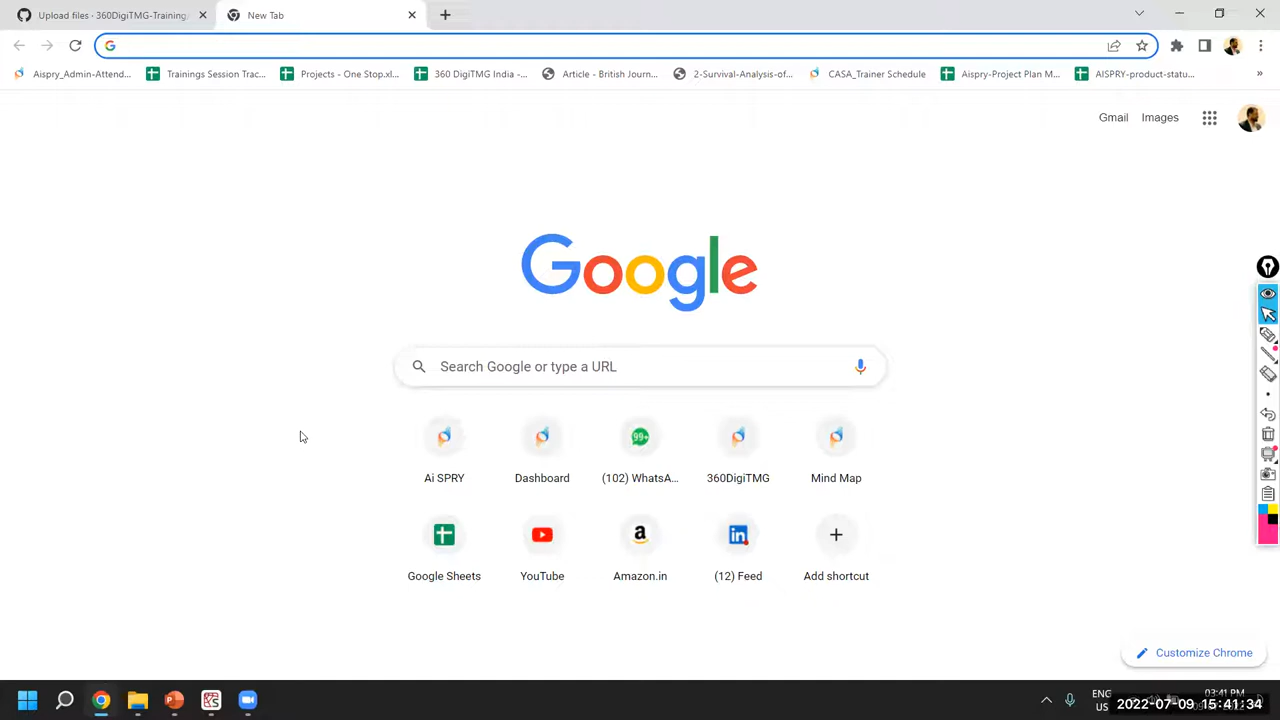 Upload files - 360DigiTMG-Training
New Tab
Aispry_Admin-Attend...
Trainings Session Trac...
Projects - One Stop.xl...
360 DigiTMG India -...
Article - British Journ...
2-Survival-Analysis-of...
CASA_Trainer Schedule
Aispry-Project Plan M...
AISPRY-product-statu...
»
Gmail
Images
Google
Search Google or type a URL
Ai SPRY
Dashboard
99+
(102) WhatsA...
360DigiTMG
Mind Map
Google Sheets
YouTube
Amazon.in
in
(12) Feed
Add shortcut
Customize Chrome
ENG
US
03:41 PM
2022-07-09 15:41:34